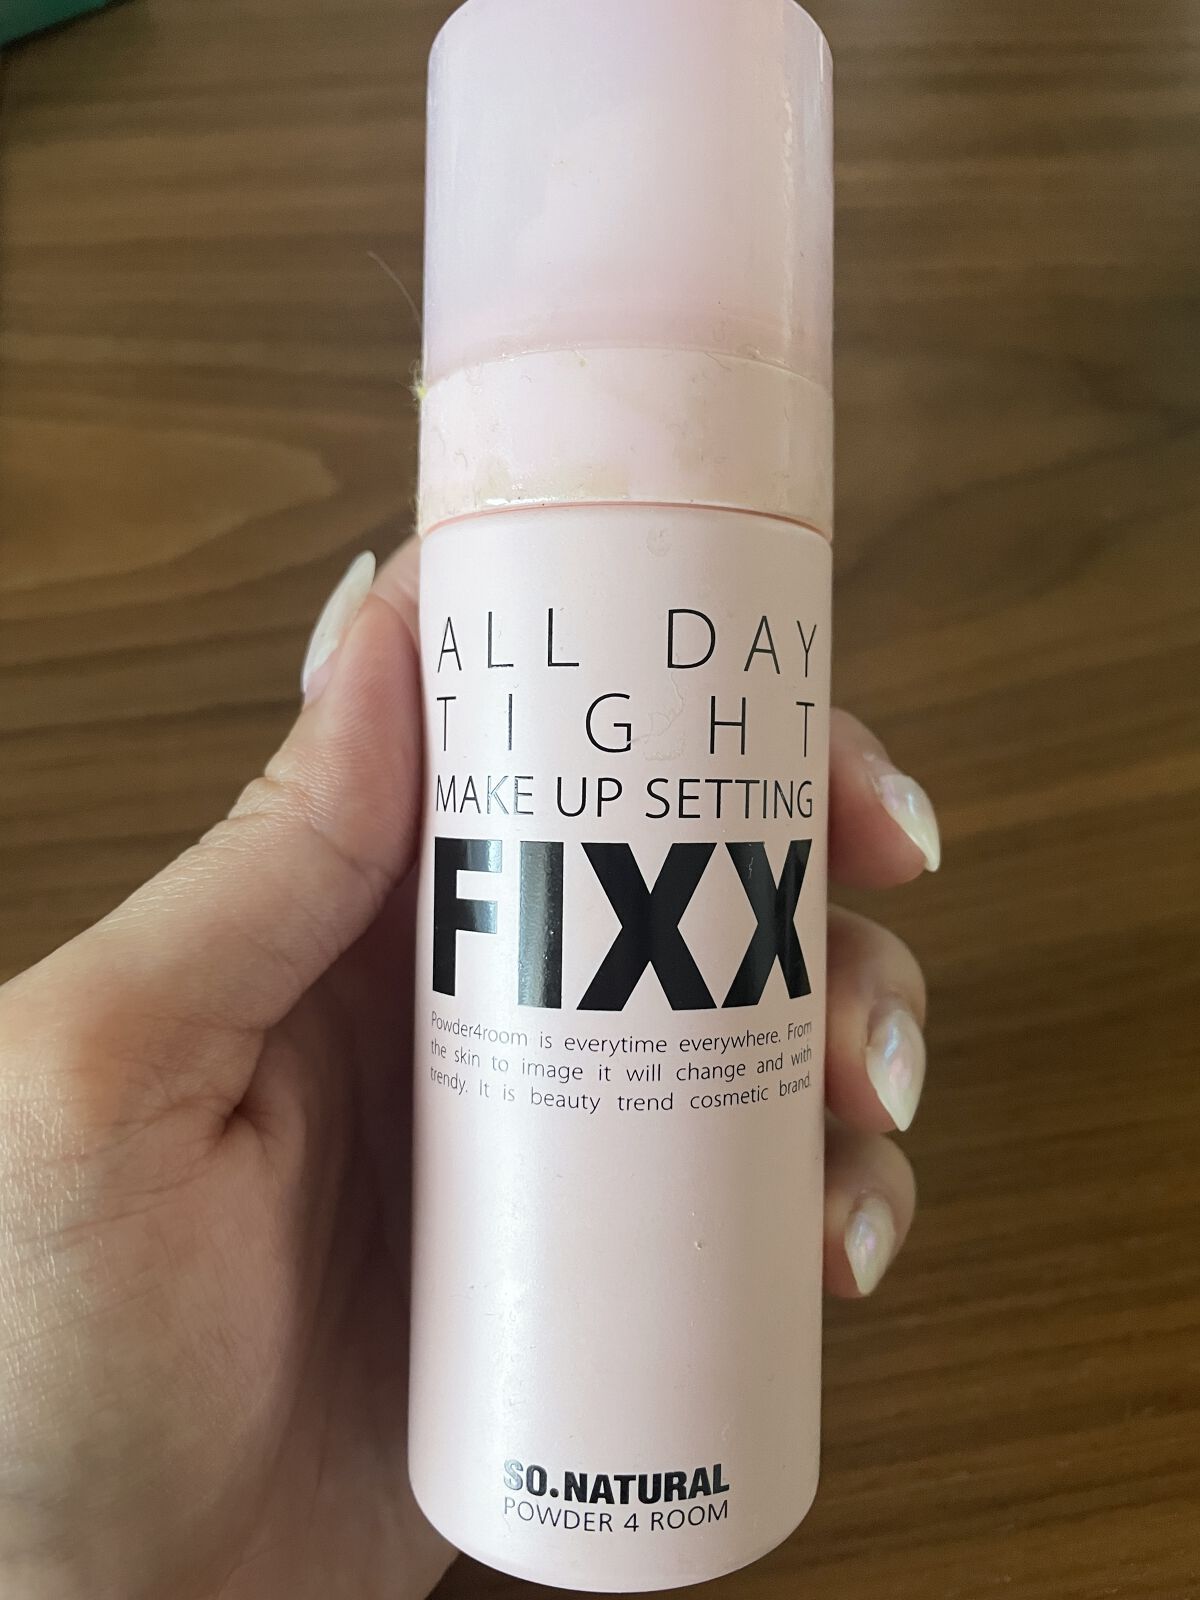 ALL DAY
TIGHT
MAKE UP SETTING
FIXX
Powder4room is everytime everywhere. From
the skin to image it will change and with
trendy. It is beauty trend cosmetic brand.
SO.NATURAL
POWDER 4 ROOM